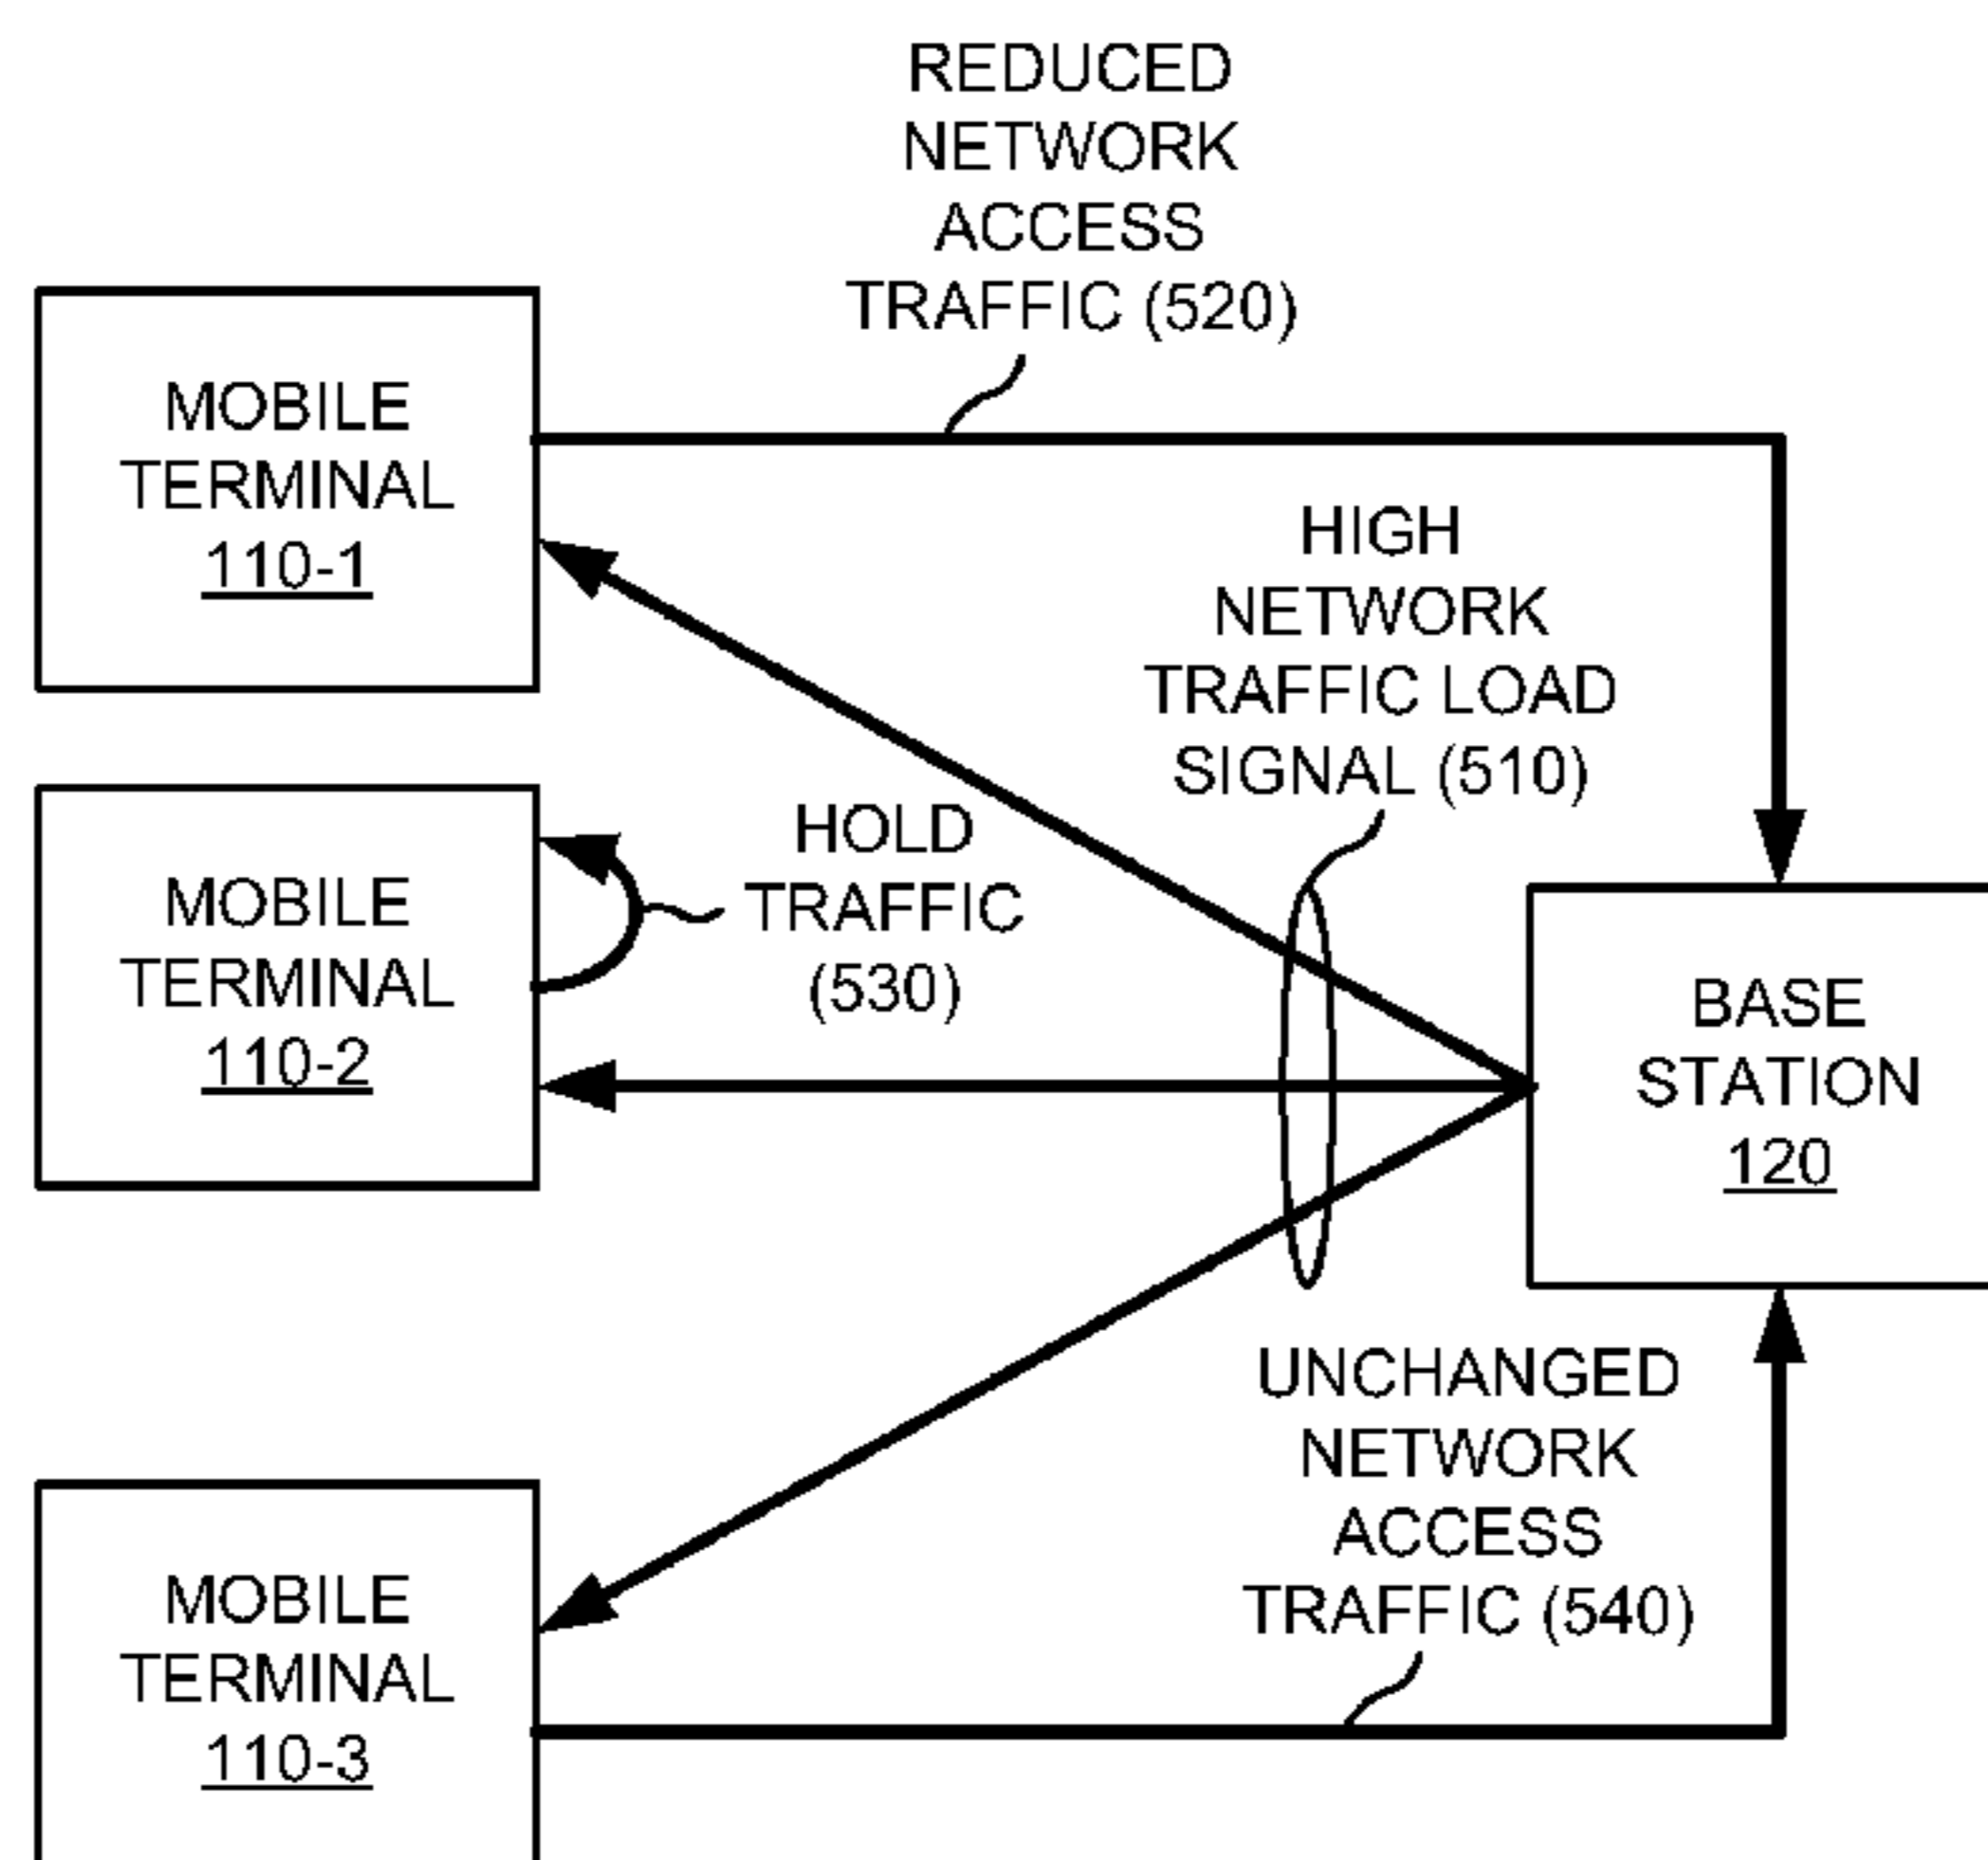 REDUCED
NETWORK
ACCESS
TRAFFIC (520)
MOBILE
TERMINAL
110-1
HIGH
NETWORK
TRAFFIC LOAD
SIGNAL (510)
HOLD
TRAFFIC
(530)
MOBILE
TERMINAL
110-2
BASE
STATION
120
UNCHANGED
NETWORK
ACCESS
TRAFFIC (540)
MOBILE
TERMINAL
110-3